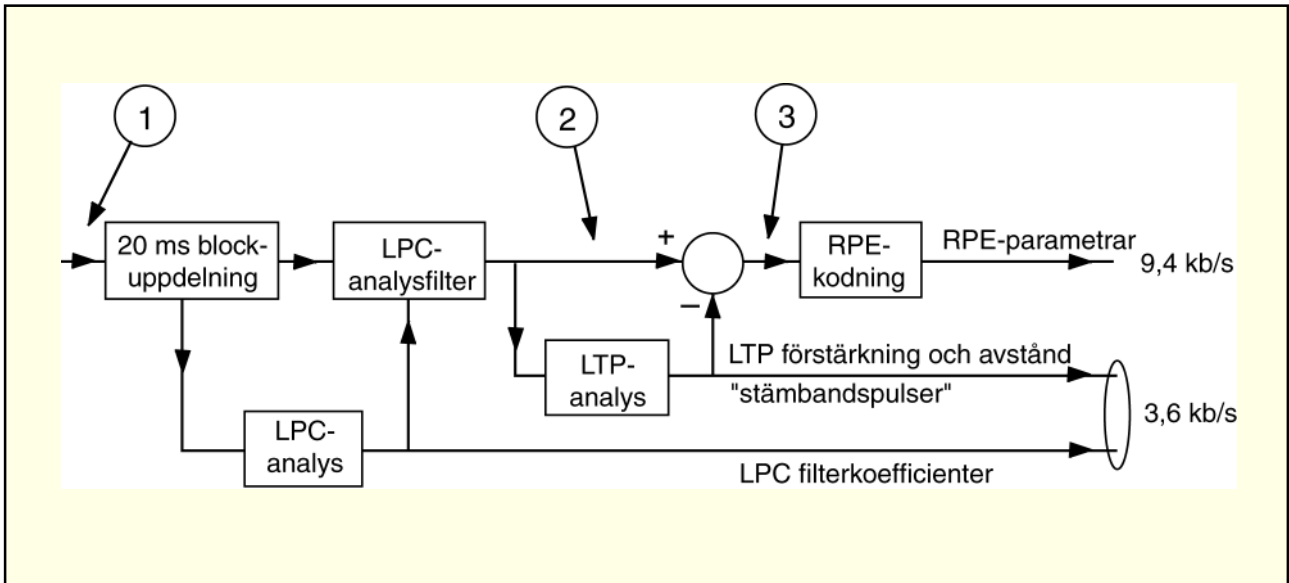 1
2
3
20 ms block-
uppdelning
LPC-
analysfilter
+
−
RPE-
kodning
RPE-parametrar
9,4 kb/s
LTP-
analys
LTP förstärkning och avstånd
"stämbandspulser"
3,6 kb/s
LPC-
analys
LPC filterkoefficienter